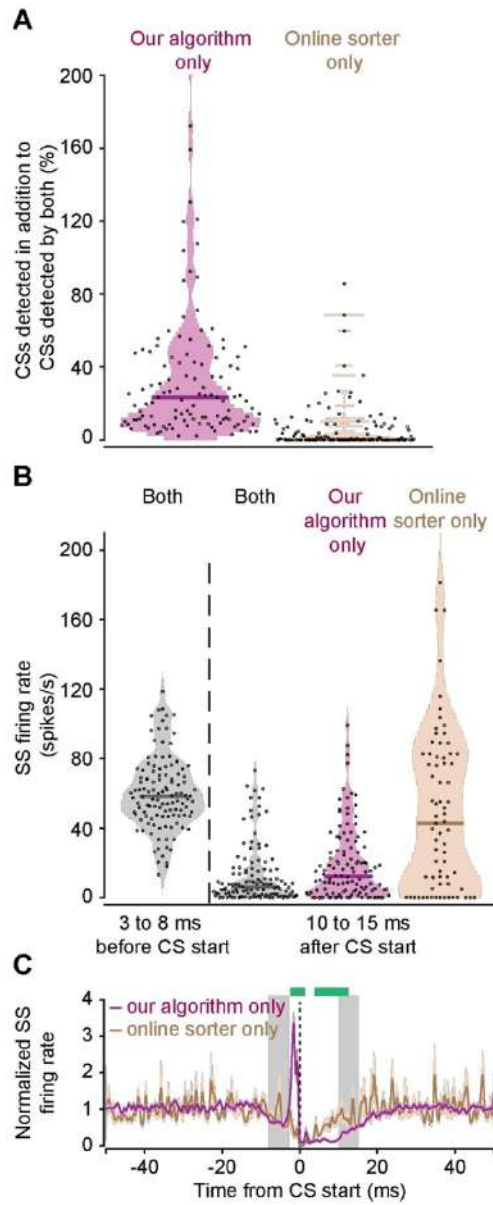 A
Our algorithm only
Online sorter only
CSs detected in addition to
CSs detected by both (%)
200
160
120
80
40
0
B
Both
Both
Our algorithm only
Online sorter only
SS firing rate
(spikes/s)
200
160
120
80
40
0
3 to 8 ms
before CS start
10 to 15 ms
after CS start
C
Normalized SS
firing rate
4
3
2
1
0
our algorithm only
online sorter only
-40 -20 0 20 40
Time from CS start (ms)